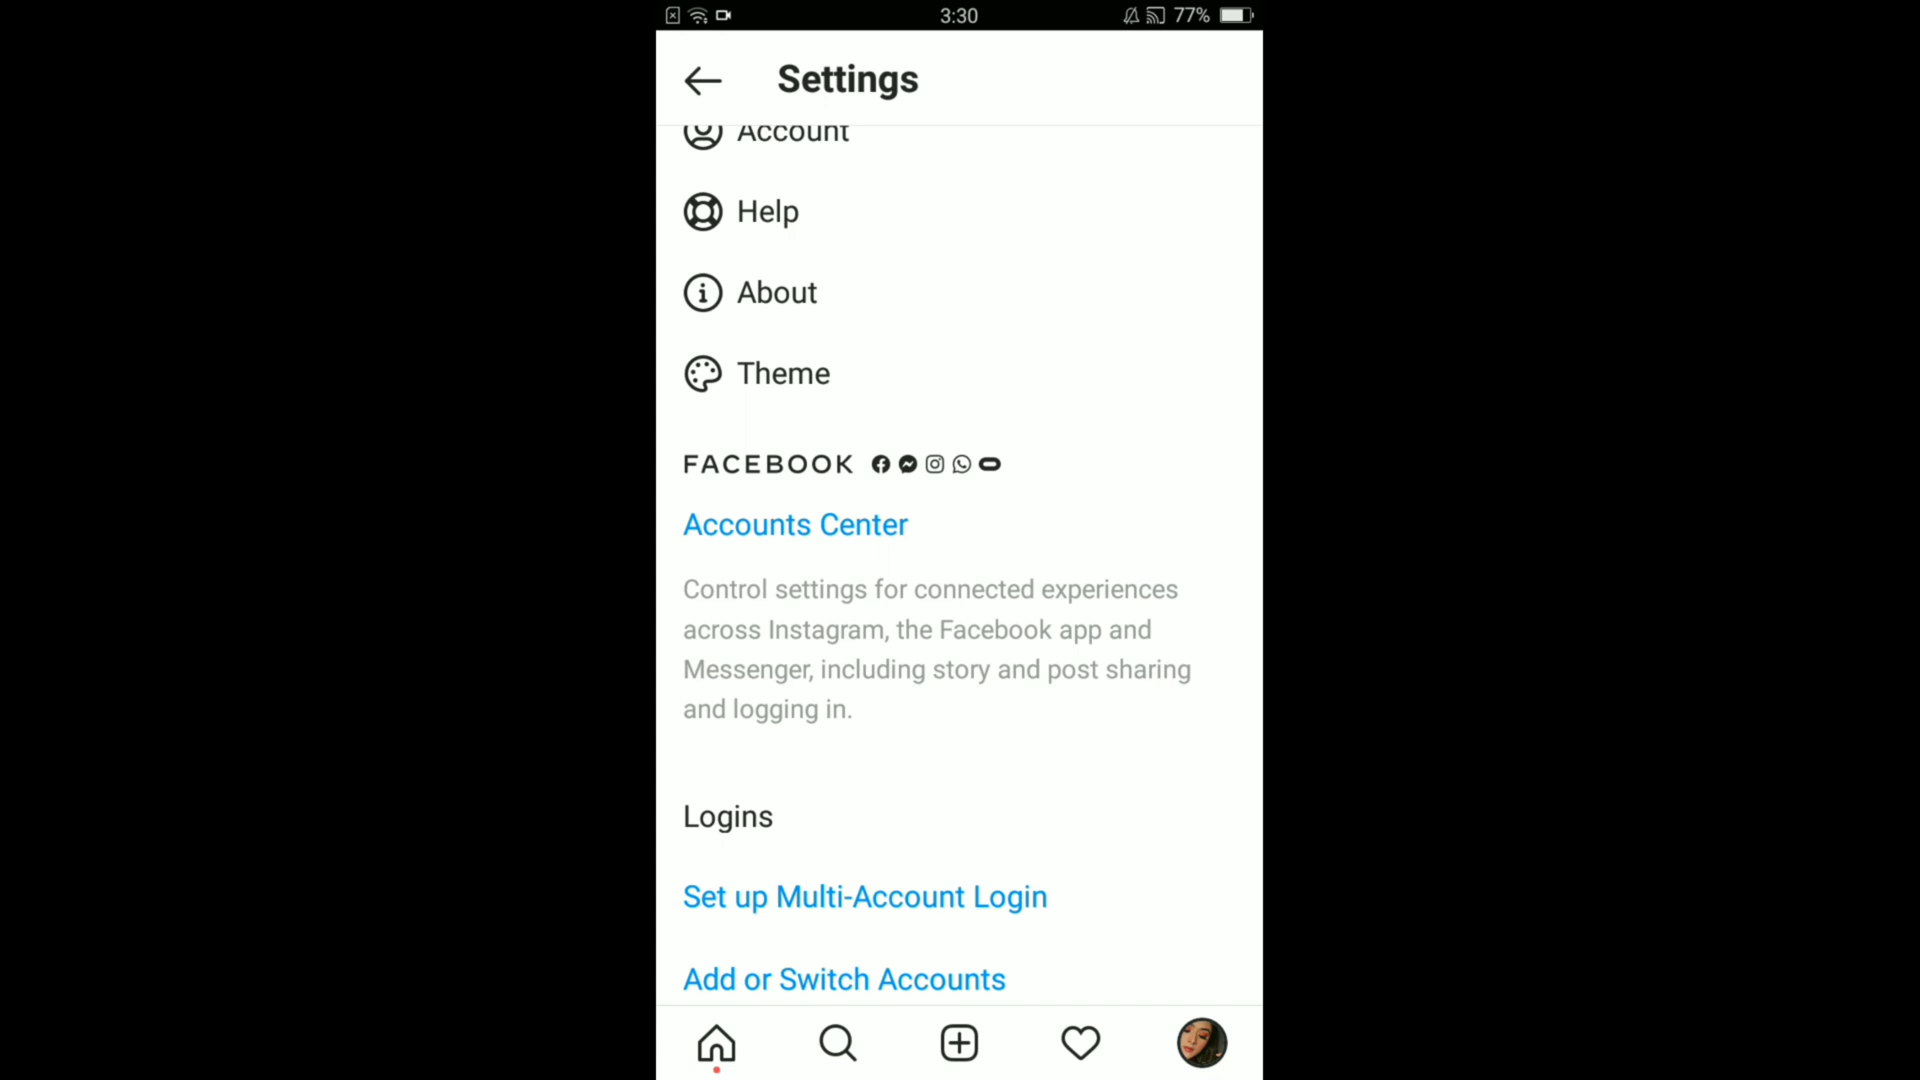 3:30
77%
Settings
Account
Help
About
Theme
FACEBOOK
Accounts Center
Control settings for connected experiences
across Instagram, the Facebook app and
Messenger, including story and post sharing
and logging in.
Logins
Set up Multi-Account Login
Add or Switch Accounts